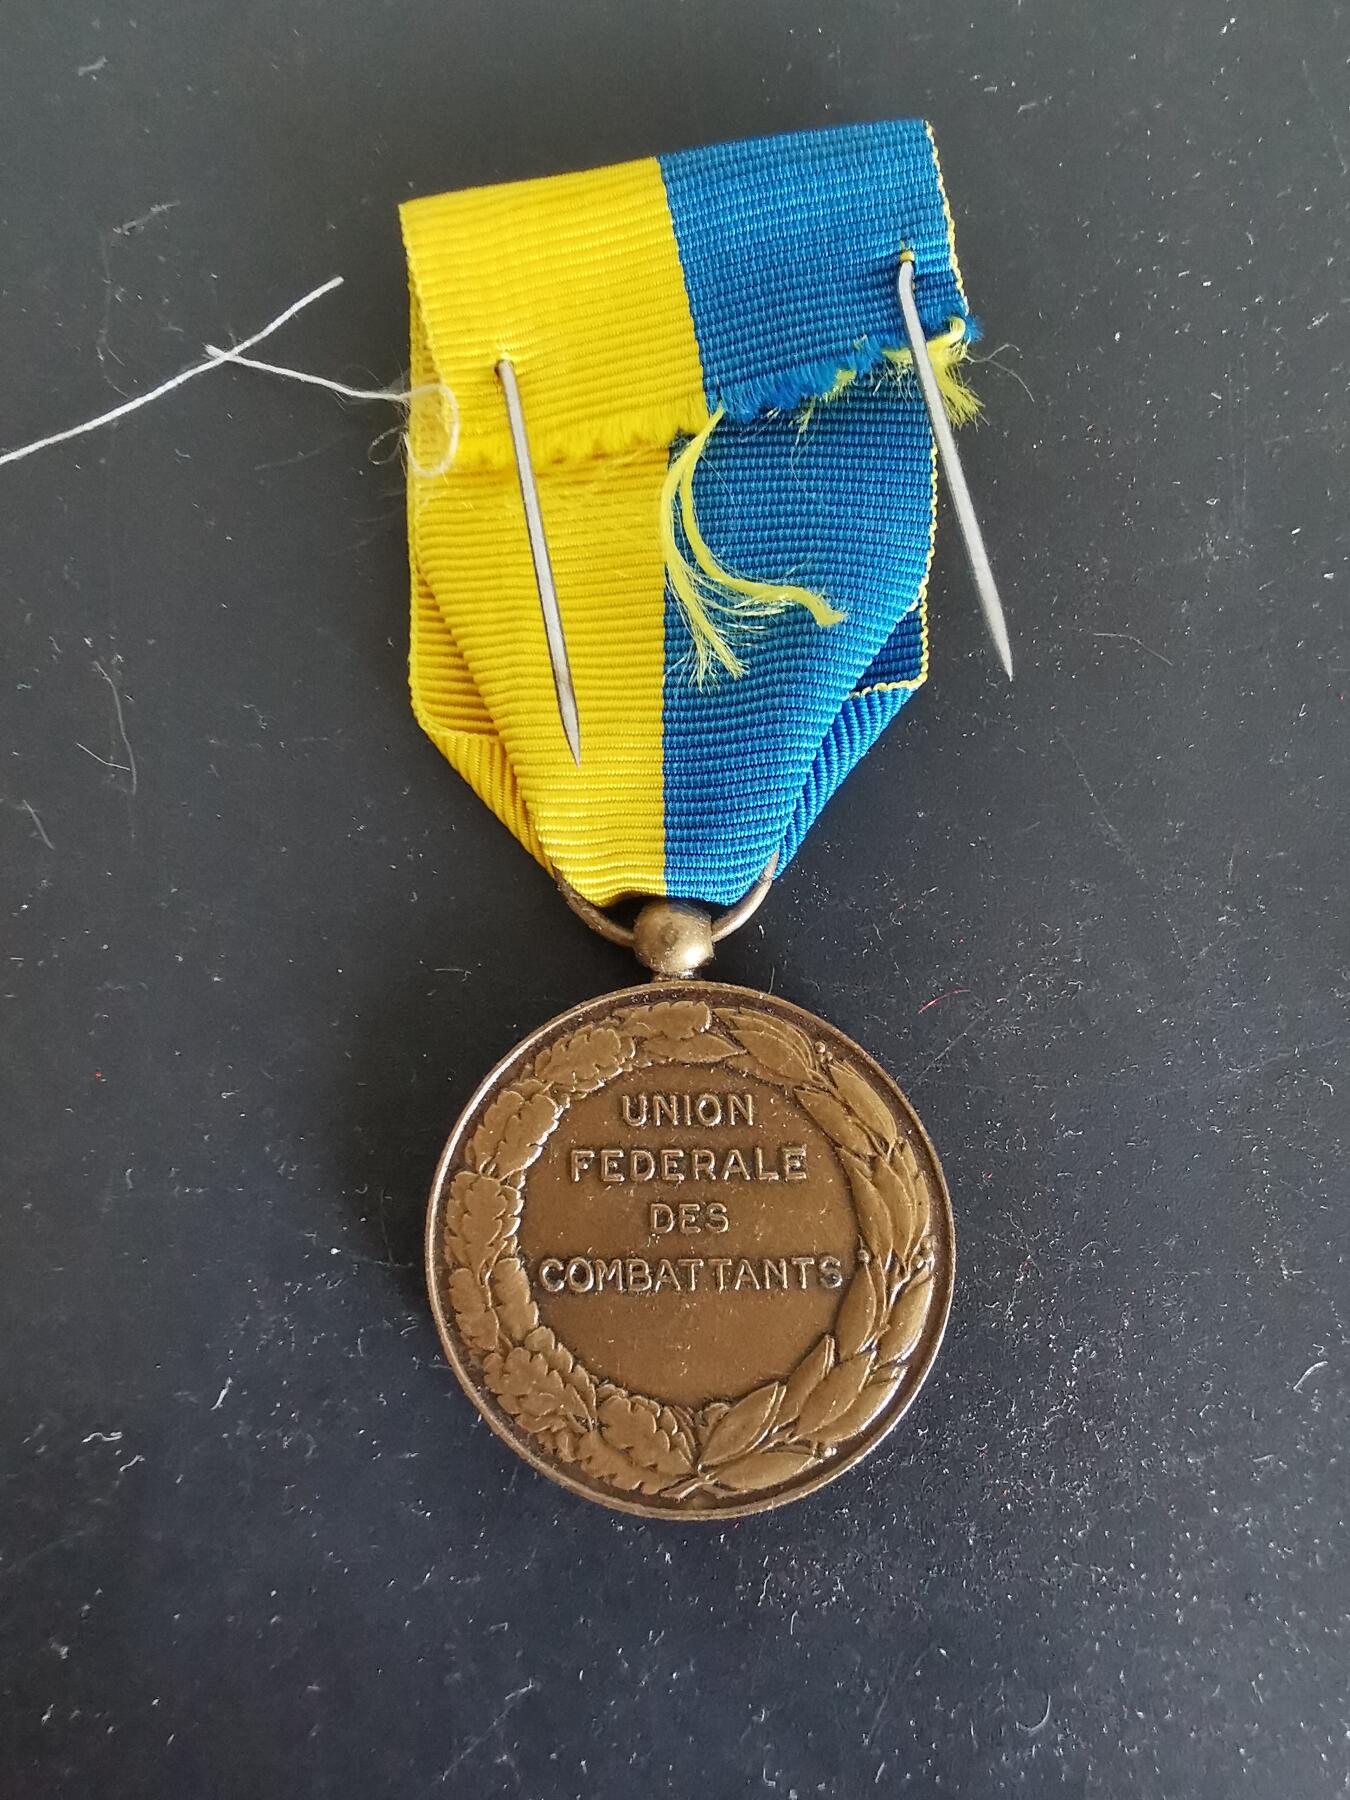 UNION
FEDERALE
DES
COMBATTANTS